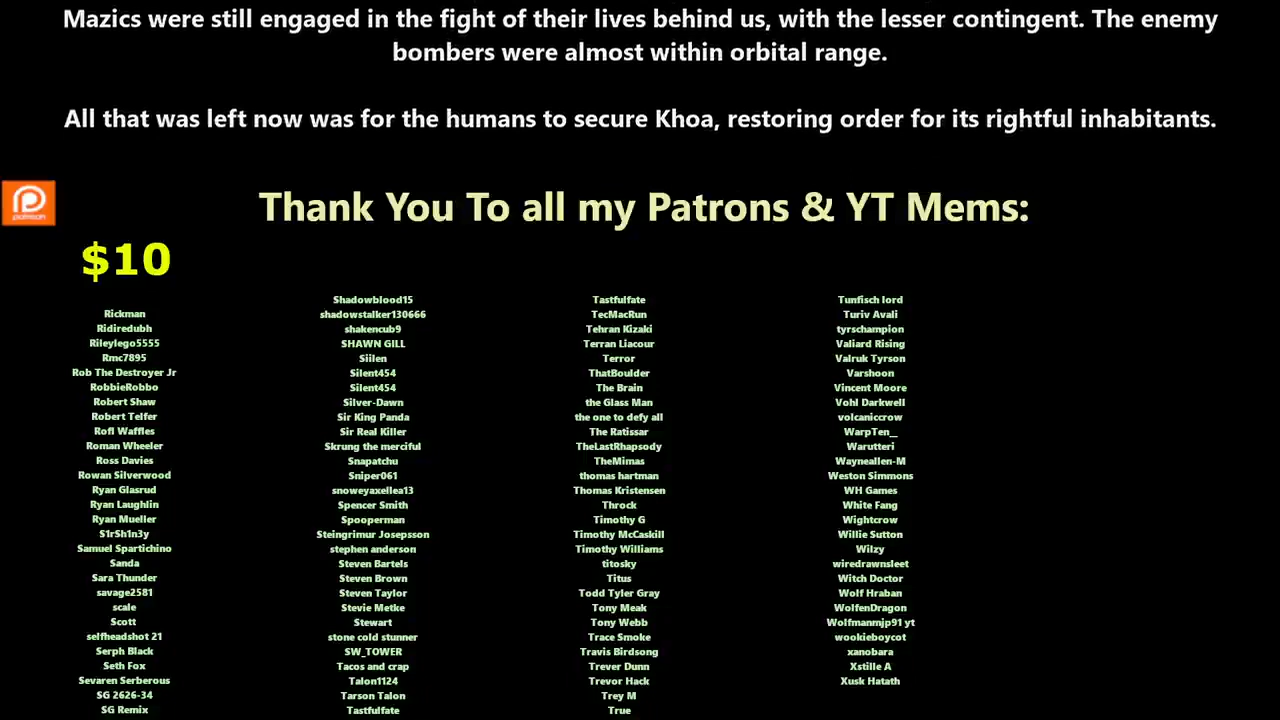 Mazics were still engaged in the fight of their lives behind us, with the lesser contingent. The enemy
bombers were almost within orbital range.
All that was left now was for the humans to secure Khoa, restoring order for its rightful inhabitants.
patreon
Thank You To all my Patrons & YT Mems:
$10
Rickman
Ridiredubh
Rileylego5555
Rmc7895
Rob The Destroyer Jr
RobbieRobbo
Robert Shaw
Robert Telfer
Rofl Waffles
Roman Wheeler
Ross Davies
Rowan Silverwood
Ryan Glasrud
Ryan Laughlin
Ryan Mueller
S1rSh1n3y
Samuel Spartichino
Sanda
Sara Thunder
savage2581
scale
Scott
selfheadshot 21
Serph Black
Seth Fox
Sevaren Serberous
SG 2626-34
SG Remix
Shadowblood15
shadowstalker130666
shakencub9
SHAWN GILL
Siilen
Silent454
Silent454
Silver-Dawn
Sir King Panda
Sir Real Killer
Skrung the merciful
Snapatchu
Sniper061
snoweyaxellea13
Spencer Smith
Spooperman
Steingrimur Josepsson
stephen anderson
Steven Bartels
Steven Brown
Steven Taylor
Stevie Metke
Stewart
stone cold stunner
SW_TOWER
Tacos and crap
Talon1124
Tarson Talon
Tastfulfate
Tastfulfate
TecMacRun
Tehran Kizaki
Terran Liacour
Terror
ThatBoulder
The Brain
the Glass Man
the one to defy all
The Ratissar
TheLastRhapsody
TheMimas
thomas hartman
Thomas Kristensen
Throck
Timothy G
Timothy McCaskill
Timothy Williams
titosky
Titus
Todd Tyler Gray
Tony Meak
Tony Webb
Trace Smoke
Travis Birdsong
Trever Dunn
Trevor Hack
Trey M
True
Tunfisch lord
Turiv Avali
tyrschampion
Valiard Rising
Valruk Tyrson
Varshoon
Vincent Moore
Vohl Darkwell
volcaniccrow
WarpTen__
Warutteri
Wayneallen-M
Weston Simmons
WH Games
White Fang
Wightcrow
Willie Sutton
Wilzy
wiredrawnsleet
Witch Doctor
Wolf Hraban
WolfenDragon
Wolfmanmjp91 yt
wookieboycot
xanobara
Xstille A
Xusk Hatath